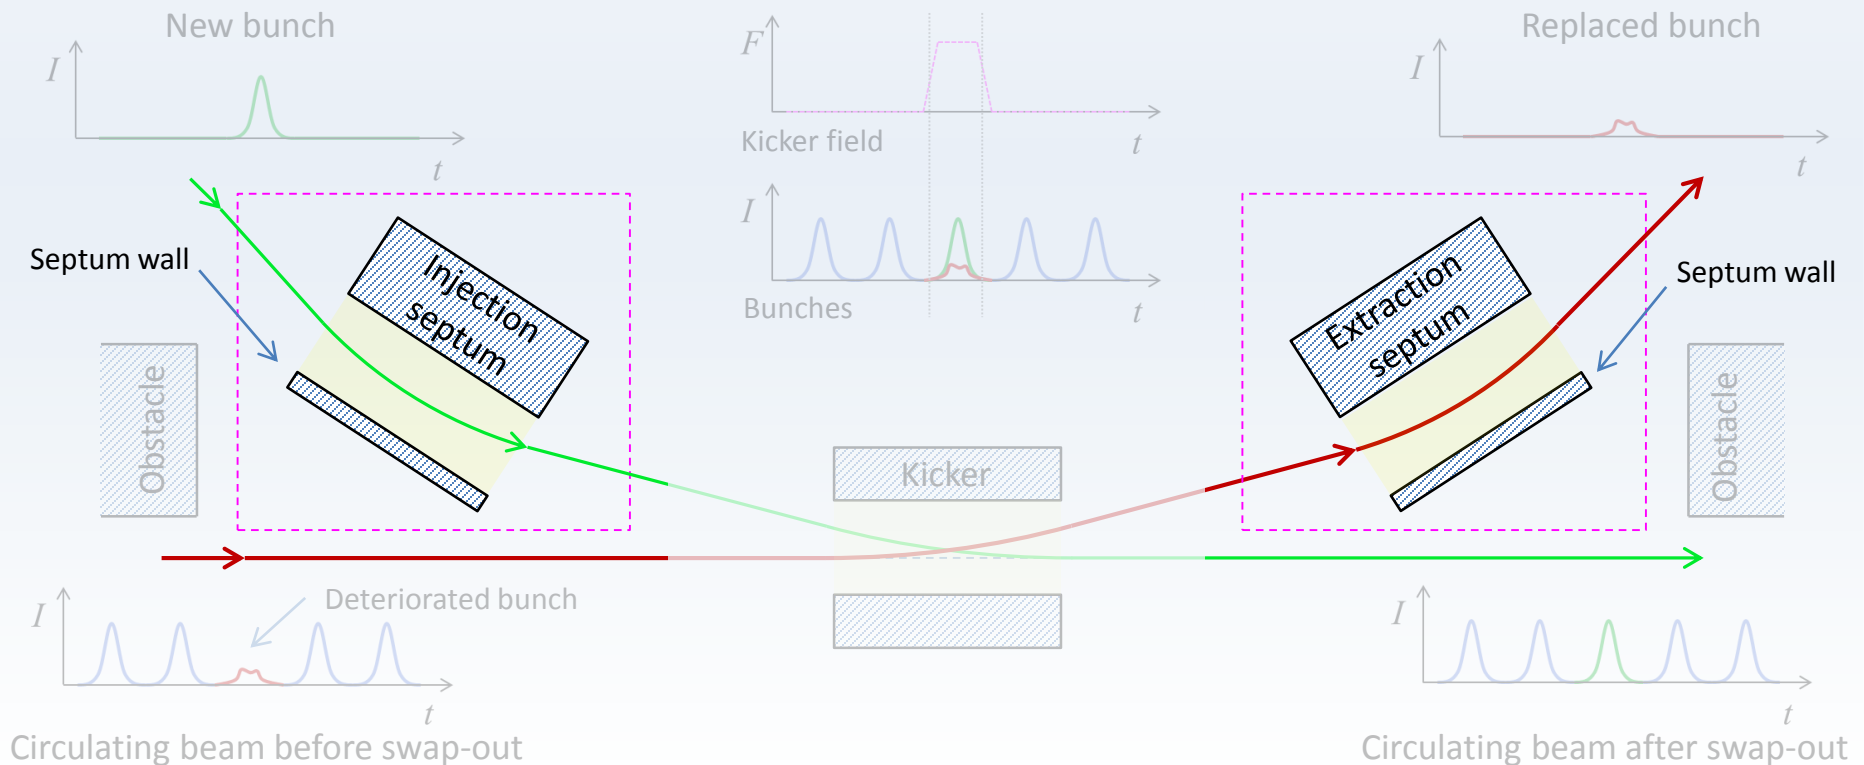 New bunch
I
t
F
Kicker field
t
Replaced bunch
I
t
I
Bunches
t
Septum wall
Injection
septum
Extraction
septum
Septum wall
Obstacle
Kicker
Obstacle
I
Deteriorated bunch
t
Circulating beam before swap-out
I
t
Circulating beam after swap-out